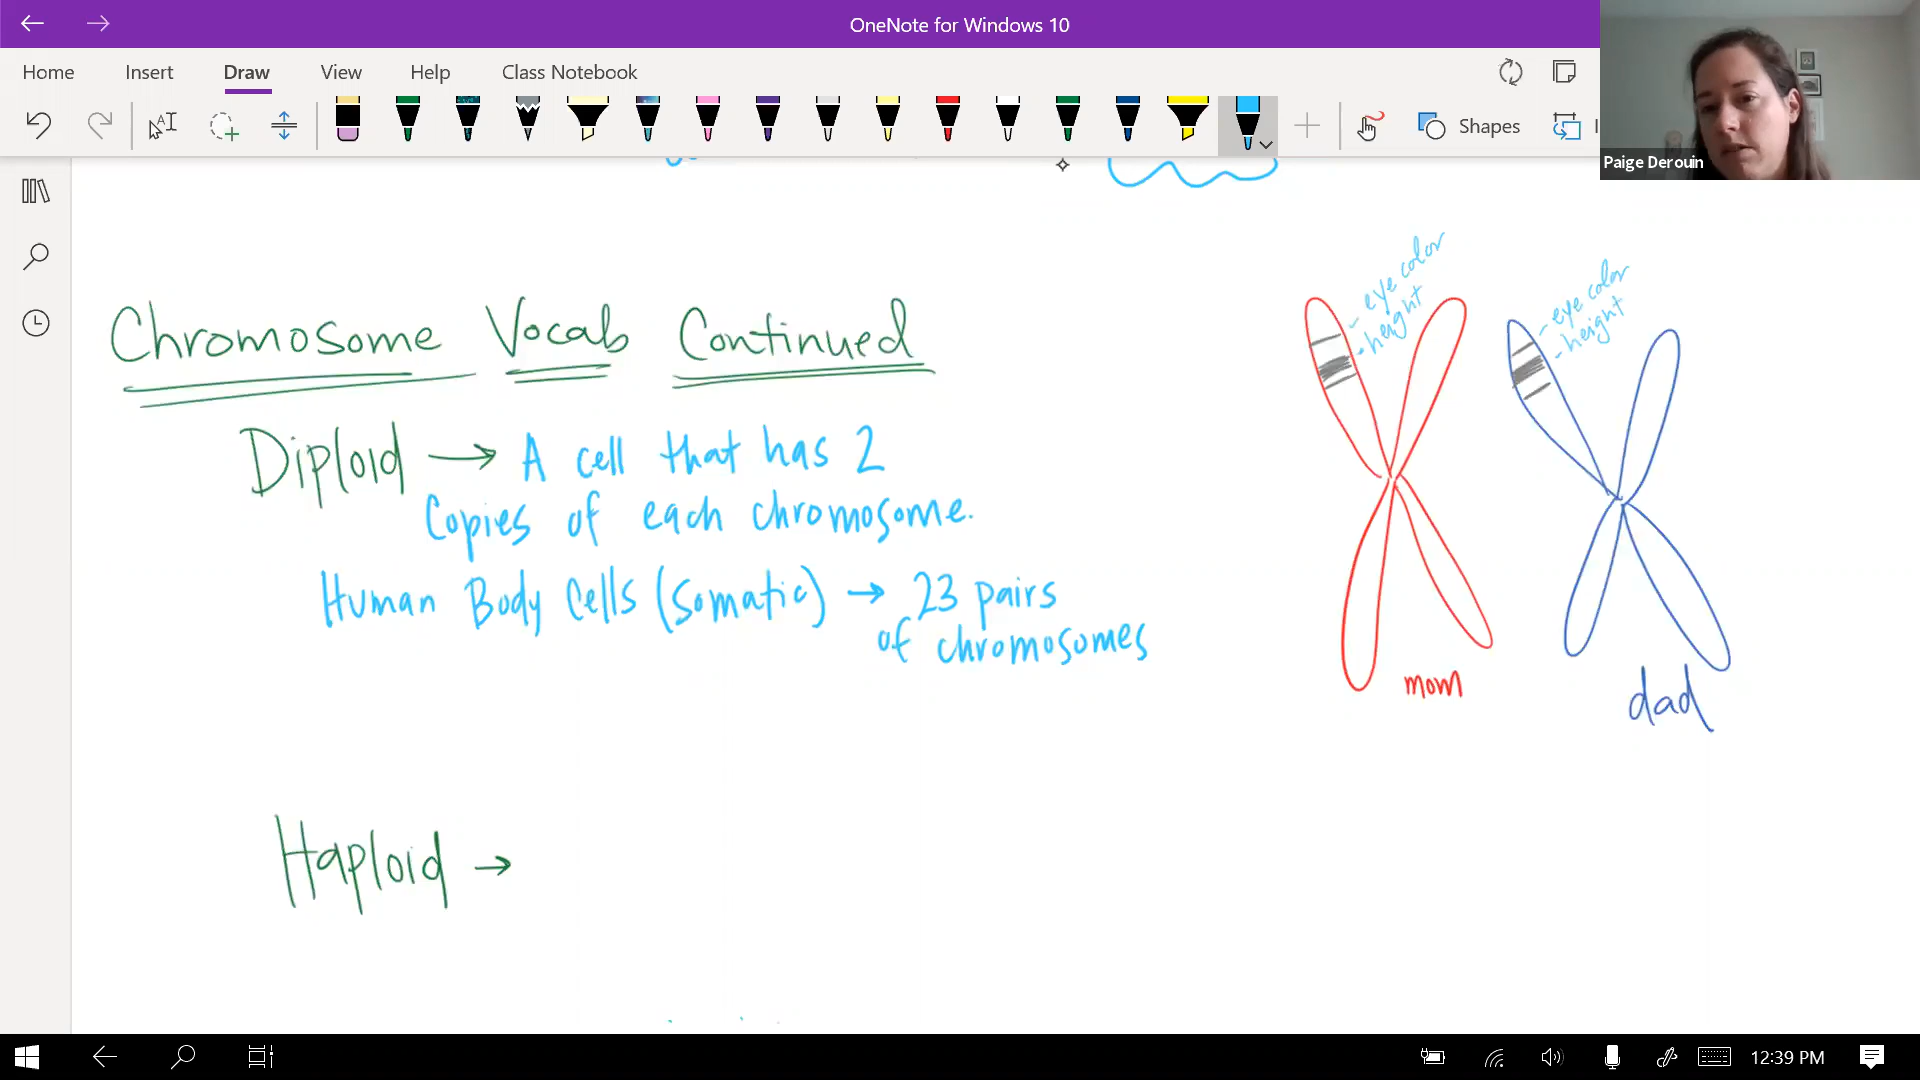 OneNote for Windows 10
Home Insert Draw View Help Class Notebook
Shapes
Paige Derouin
Chromosome Vocab Continued
Diploid → A cell that has 2
Copies of each chromosome.
Human Body Cells (Somatic) → 23 pairs
of chromosomes
- eye color
• height
- eye color
- height
mom
dad
Haploid →
12:39 PM